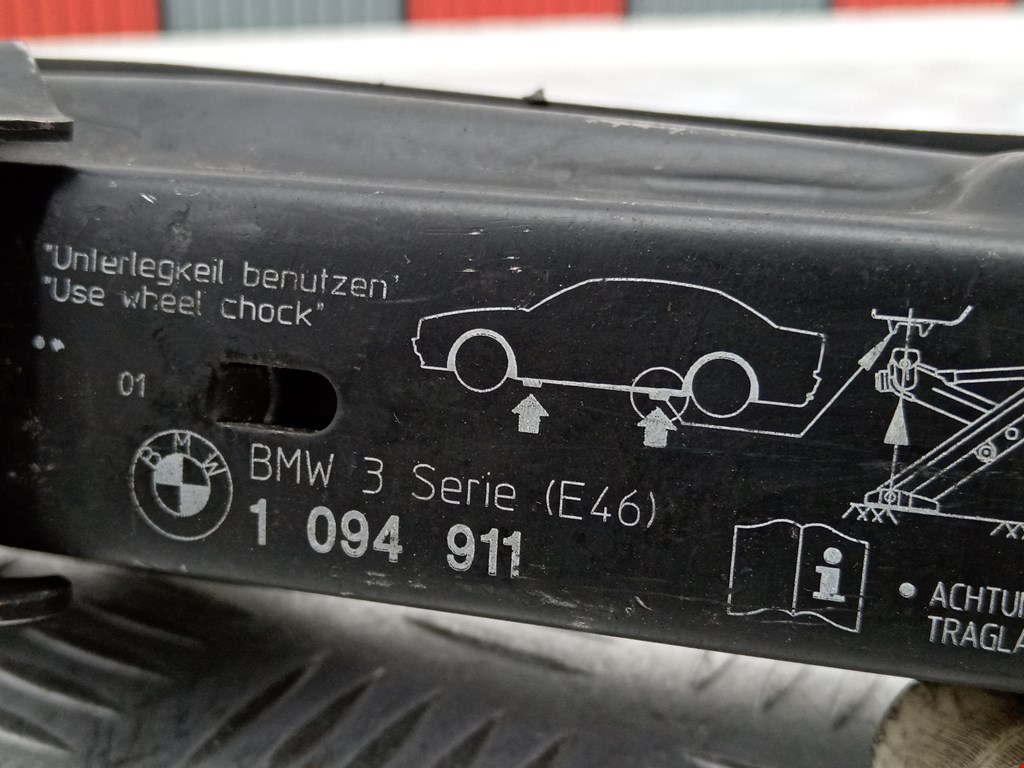 "Unterlegkeil benutzen"
"Use wheel chock"
01
BMW
BMW 3 Serie (E46)
1 094 911
i
• ACHTU
TRAGLA